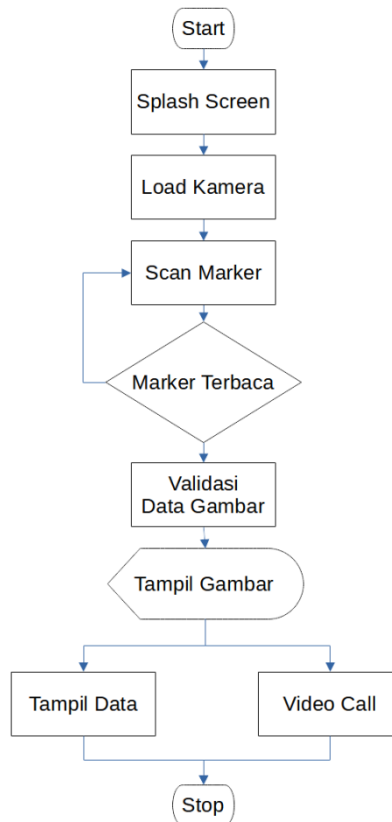 Start
Splash Screen
Load Kamera
Scan Marker
Marker Terbaca
Validasi
Data Gambar
Tampil Gambar
Tampil Data
Video Call
Stop